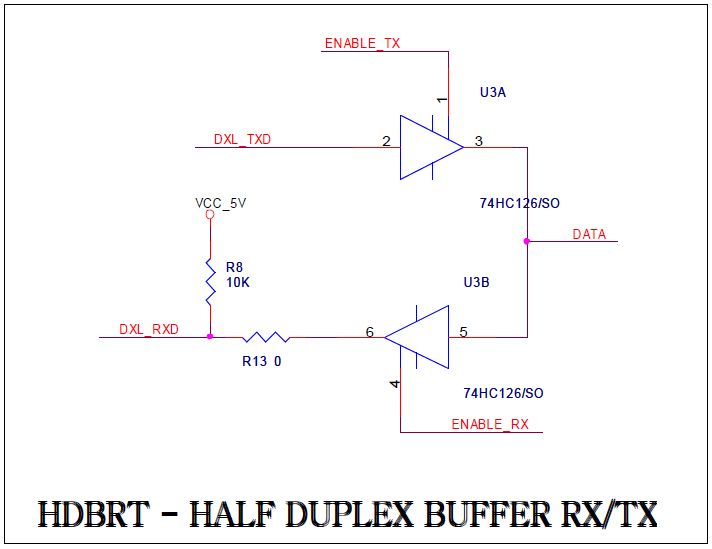 ENABLE_TX
1
U3A
DXL_TXD
2
3
74HC126/SO
VCC_5V
DATA
R8
10K
U3B
DXL_RXD
6
5
R13 0
4
74HC126/SO
ENABLE_RX
HDBRT - HALF DUPLEX BUFFER RX/TX